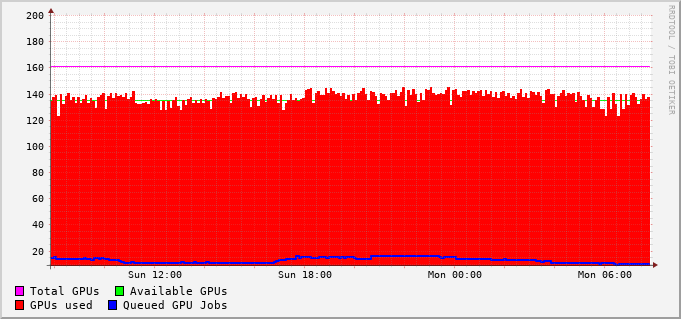 RRDTOOL / TOBI OETIKER
200
180
160
140
120
100
80
60
40
20
Sun 12:00 Sun 18:00 Mon 00:00 Mon 06:00
Total GPUs Available GPUs
GPUs used Queued GPU Jobs